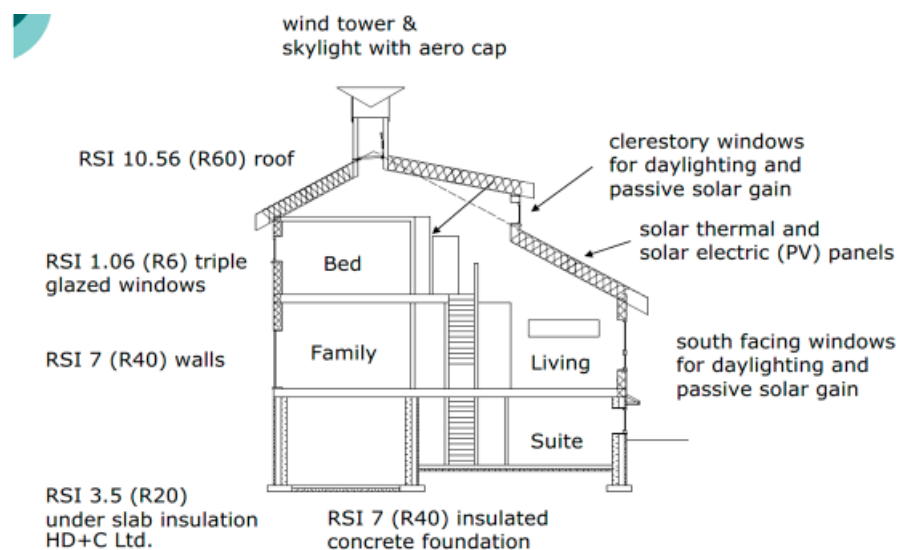 wind tower &
skylight with aero cap
RSI 10.56 (R60) roof
clerestory windows
for daylighting and
passive solar gain
solar thermal and
solar electric (PV) panels
RSI 1.06 (R6) triple
glazed windows
Bed
RSI 7 (R40) walls
Family
Living
south facing windows
for daylighting and
passive solar gain
Suite
RSI 3.5 (R20)
under slab insulation
HD+C Ltd.
RSI 7 (R40) insulated
concrete foundation